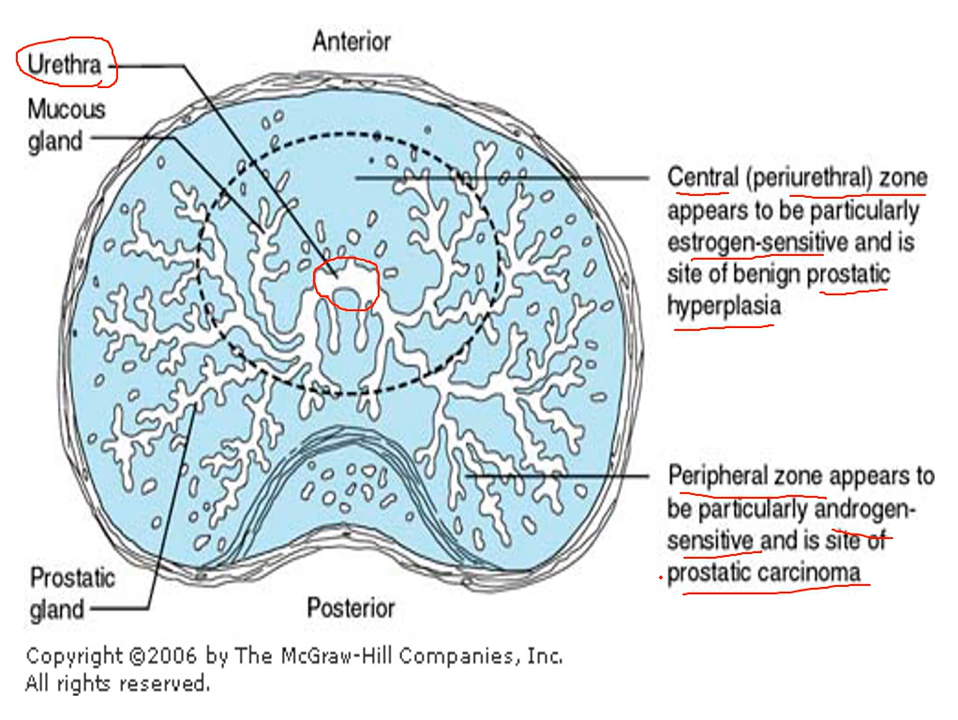 Anterior
Urethra
Mucous
gland
Central (periurethral) zone
appears to be particularly
estrogen-sensitive and is
site of benign prostatic
hyperplasia
Peripheral zone appears to
be particularly androgen-
sensitive and is site of
prostatic carcinoma
Prostatic
gland
Posterior
Copyright ©2006 by The McGraw-Hill Companies, Inc.
All rights reserved.